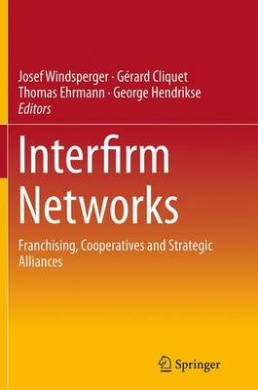 Josef Windsperger · Gérard Cliquet
Thomas Ehrmann · George Hendrikse
Editors
Interfirm
Networks
Franchising, Cooperatives and Strategic
Alliances
Springer